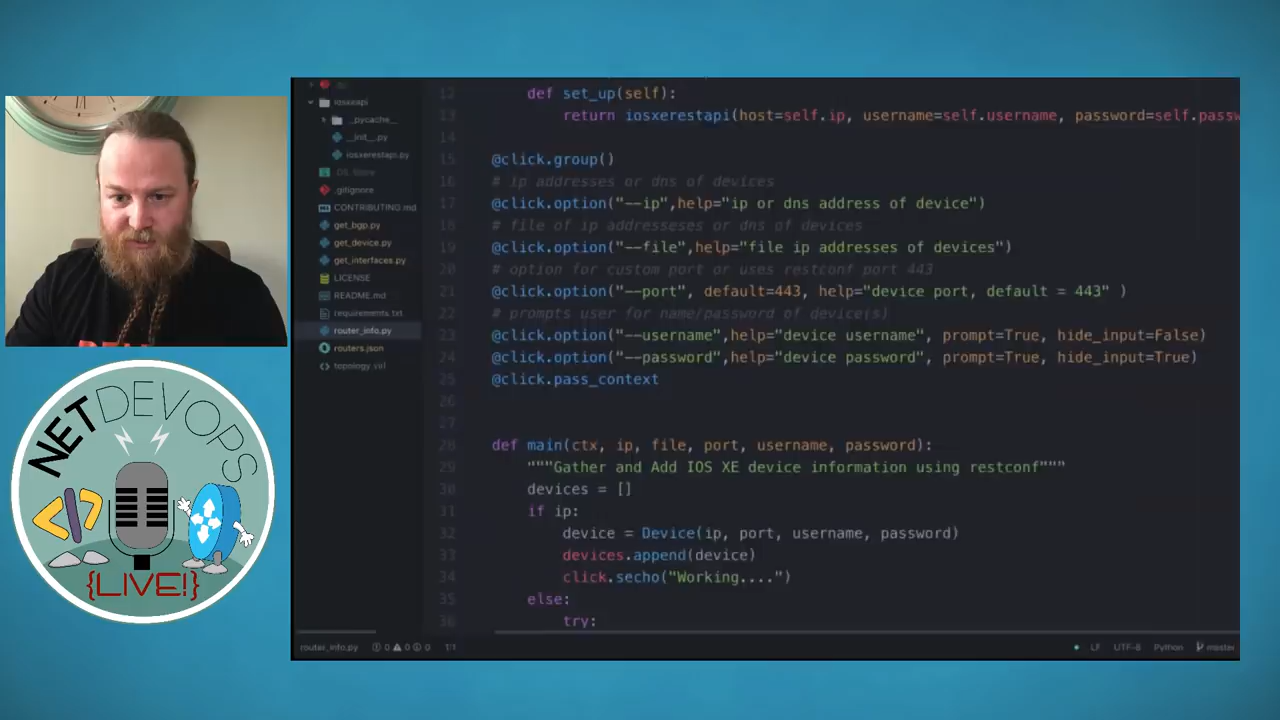 iosxeapi
__pycache__
__init__.py
iosxerestapi.py
.DS_Store
.gitignore
CONTRIBUTING.md
get_bgp.py
get_device.py
get_interfaces.py
LICENSE
README.md
requirements.txt
router_info.py
routers.json
topology.virl
12 def set_up(self):
13 return iosxerestapi(host=self.ip, username=self.username, password=self.passw
14
15 @click.group()
16 # ip addresses or dns of devices
17 @click.option("--ip",help="ip or dns address of device")
18 # file of ip addresseses or dns of devices
19 @click.option("--file",help="file ip addresses of devices")
20 # option for custom port or uses restconf port 443
21 @click.option("--port", default=443, help="device port, default = 443" )
22 # prompts user for name/password of device(s)
23 @click.option("--username",help="device username", prompt=True, hide_input=False)
24 @click.option("--password",help="device password", prompt=True, hide_input=True)
25 @click.pass_context
26
27
28 def main(ctx, ip, file, port, username, password):
29 """Gather and Add IOS XE device information using restconf"""
30 devices = []
31 if ip:
32 device = Device(ip, port, username, password)
33 devices.append(device)
34 click.secho("Working....")
35 else:
36 try:
router_info.py 0 0 0 1/1
LF UTF-8 Python master
NETDEVOPS
</>
{LIVE!}